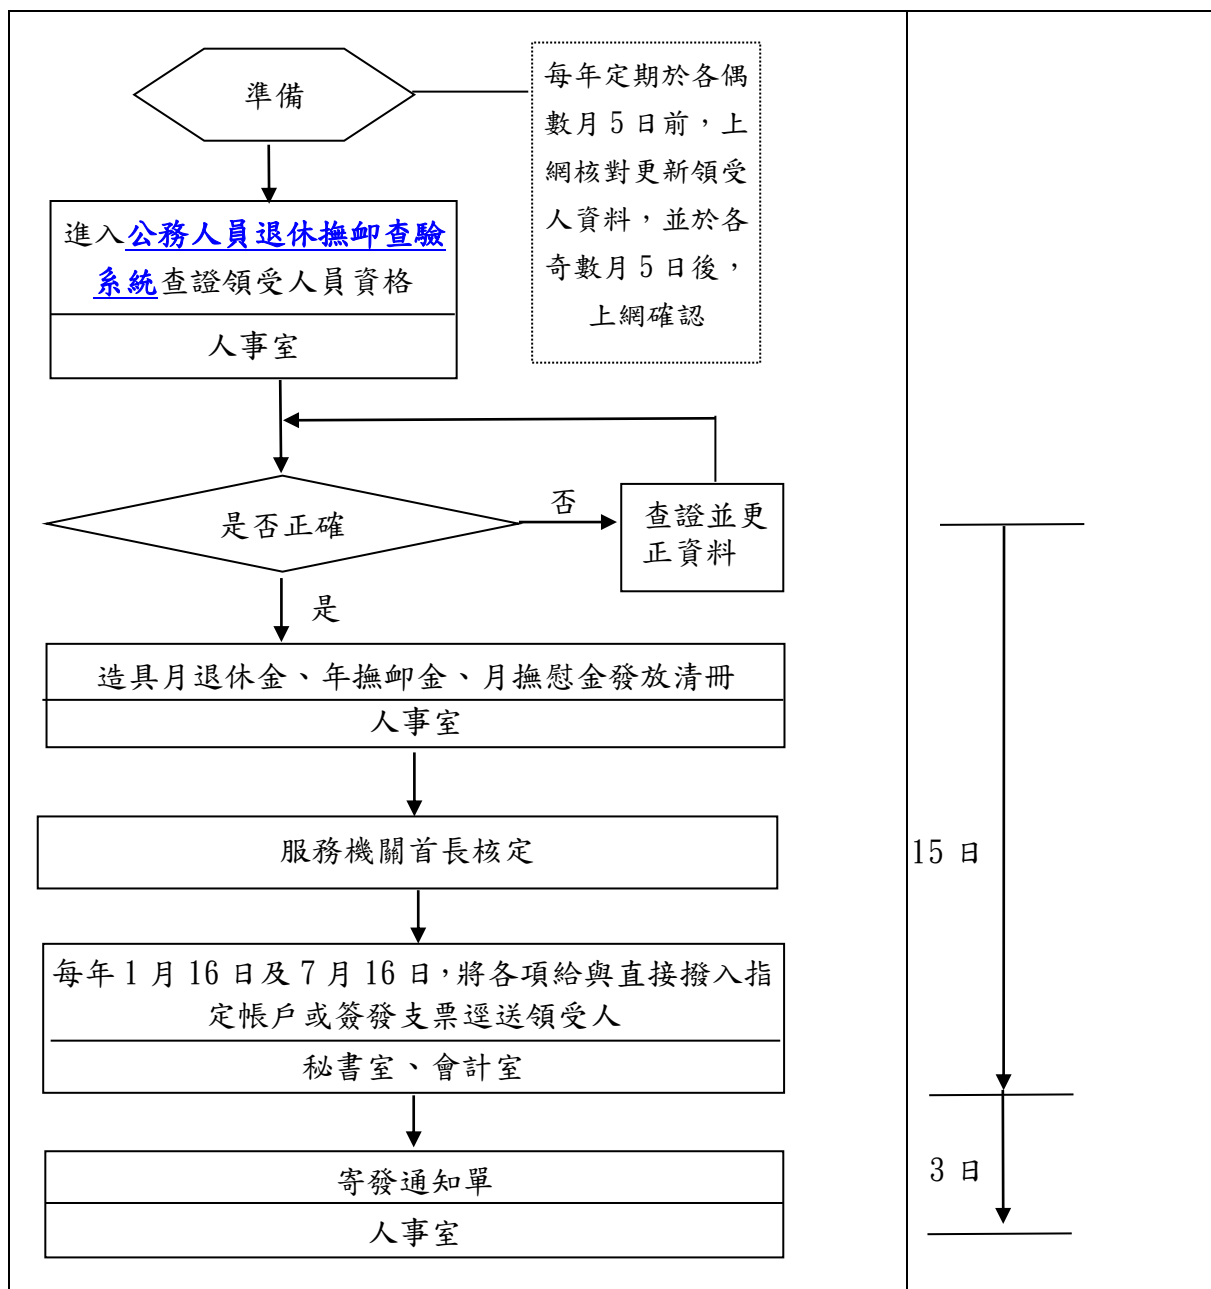 準備
每年定期於各偶
數月5日前，上
網核對更新領受
人資料，並於各
奇數月5日後，
上網確認
進入公務人員退休撫卹查驗
系統查證領受人員資格
人事室
是否正確
否
查證並更
正資料
是
造具月退休金、年撫卹金、月撫慰金發放清冊
人事室
服務機關首長核定
15日
每年1月16日及7月16日，將各項給與直接撥入指
定帳戶或簽發支票逕送領受人
秘書室、會計室
寄發通知單
3日
人事室